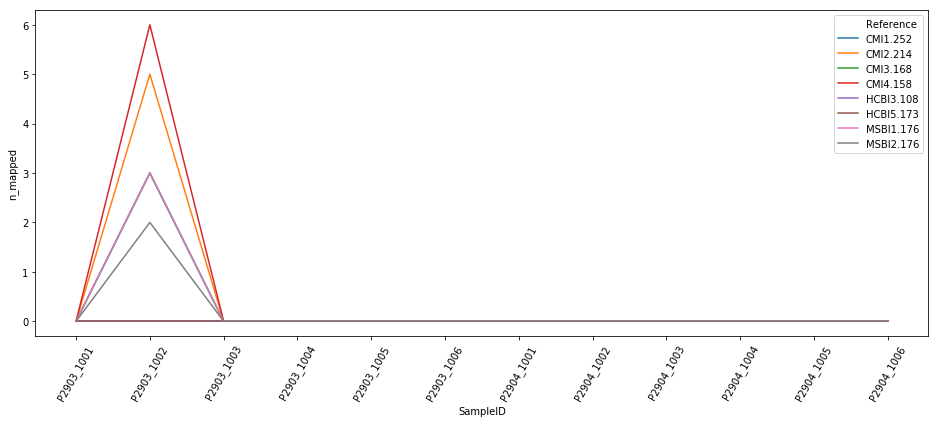 6
5
4
3
2
1
0
n_mapped
Reference
CMI1.252
CMI2.214
CMI3.168
CMI4.158
HCBI3.108
HCBI5.173
MSBI1.176
MSBI2.176
P2903_1001
P2903_1002
P2903_1003
P2903_1004
P2903_1005
P2903_1006
P2904_1001
P2904_1002
P2904_1003
P2904_1004
P2904_1005
P2904_1006
SampleID